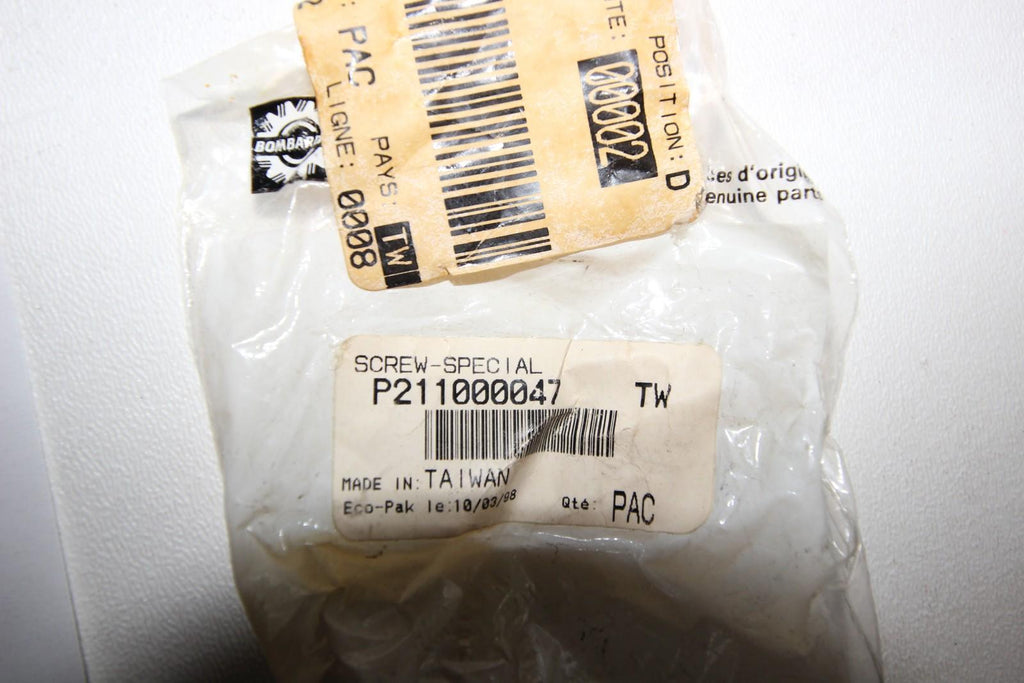 : PAC
LIGNE: 0008
PAYS: TW
TE: 00002
POSITION: D
BOMBAR
es d'origi
enuine part
SCREW-SPECIAL
P211000047 TW
MADE IN: TAIWAN
Eco-Pak le:10/03/98
Qté: PAC